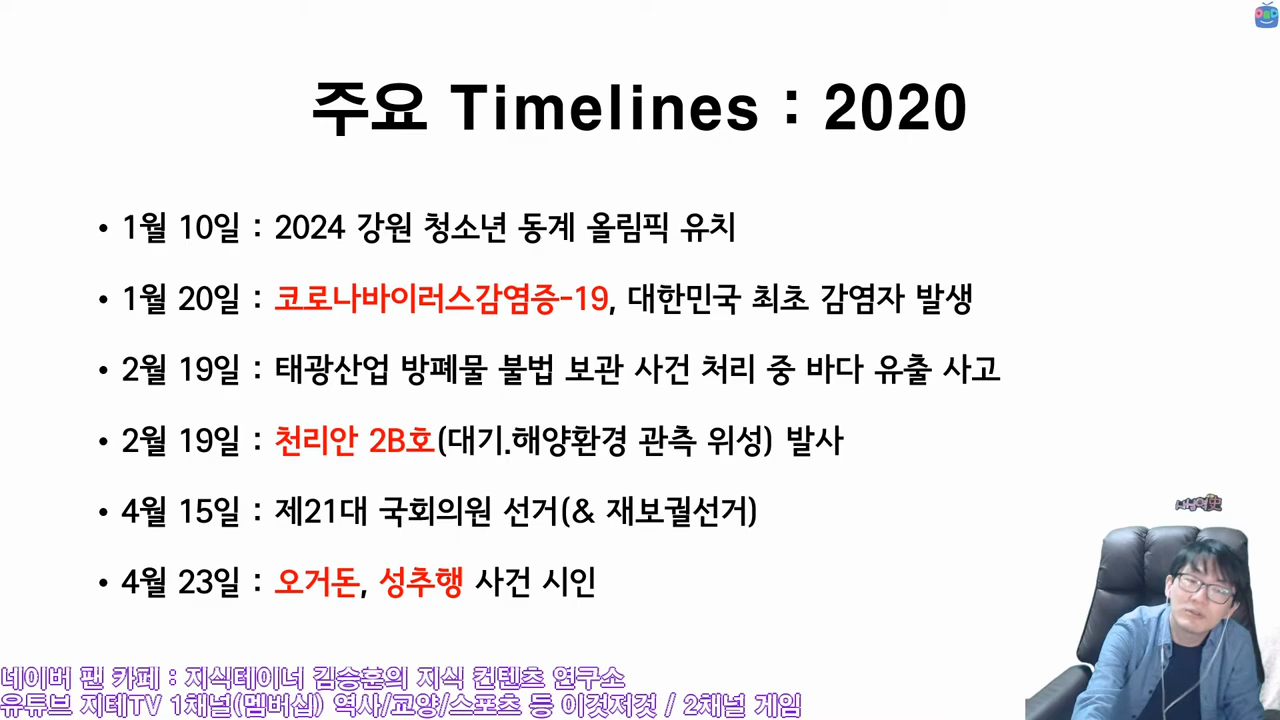 주요 Timelines : 2020
• 1월 10일 : 2024 강원 청소년 동계 올림픽 유치
• 1월 20일 : 코로나바이러스감염증-19, 대한민국 최초 감염자 발생
• 2월 19일 : 태광산업 방폐물 불법 보관 사건 처리 중 바다 유출 사고
• 2월 19일 : 천리안 2B호(대기.해양환경 관측 위성) 발사
• 4월 15일 : 제21대 국회의원 선거(& 재보궐선거)
• 4월 23일 : 오거돈, 성추행 사건 시인
네이버 팬 카페 : 지식테이너 김승훈의 지식 컨텐츠 연구소
유튜브 지테TV 1채널(멤버십) 역사/교양/스포츠 등 이것저것 / 2채널 게임